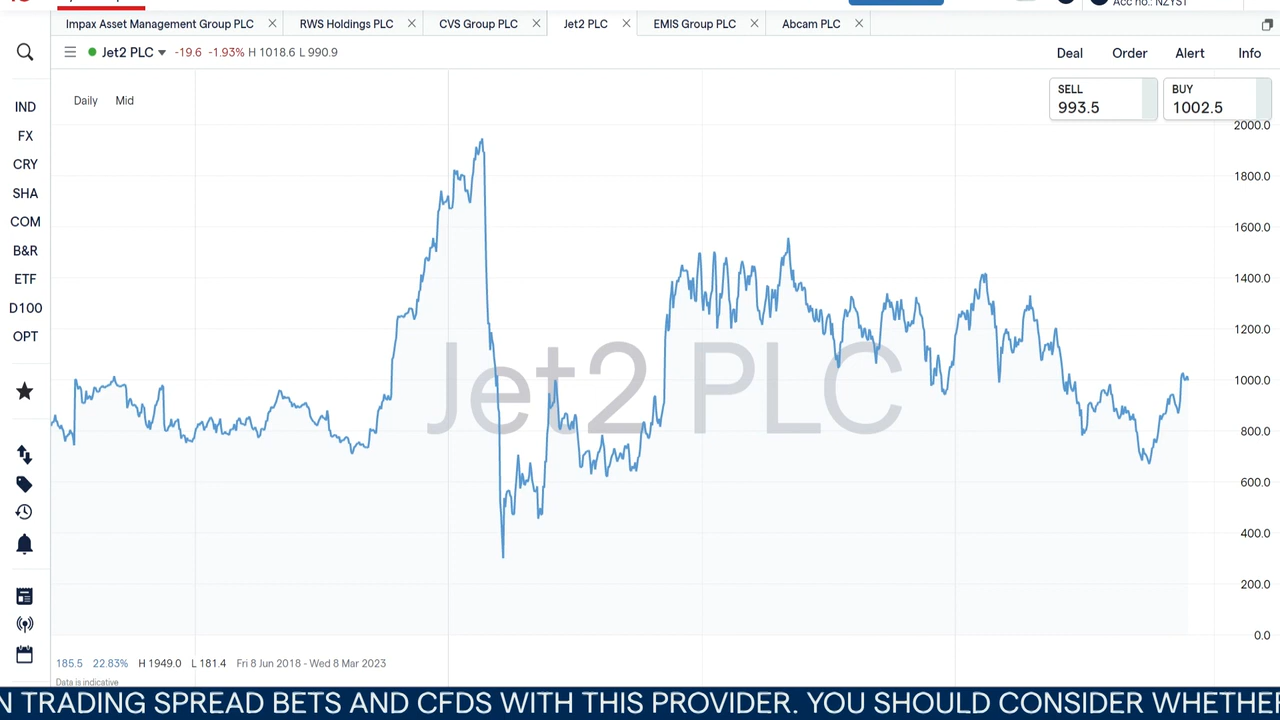 Acc no.: NZYST
Impax Asset Management Group PLC
RWS Holdings PLC
CVS Group PLC
Jet2 PLC
EMIS Group PLC
Abcam PLC
Jet2 PLC -19.6 -1.93% H 1018.6 L 990.9
Deal Order Alert Info
Daily Mid
SELL
993.5
BUY
1002.5
IND
FX
CRY
SHA
COM
B&R
ETF
D100
OPT
2000.0
1800.0
1600.0
1400.0
1200.0
1000.0
800.0
600.0
400.0
200.0
0.0
Jet2 PLC
185.5 22.83% H 1949.0 L 181.4 Fri 8 Jun 2018 - Wed 8 Mar 2023
Data is indicative
N TRADING SPREAD BETS AND CFDS WITH THIS PROVIDER. YOU SHOULD CONSIDER WHETHER